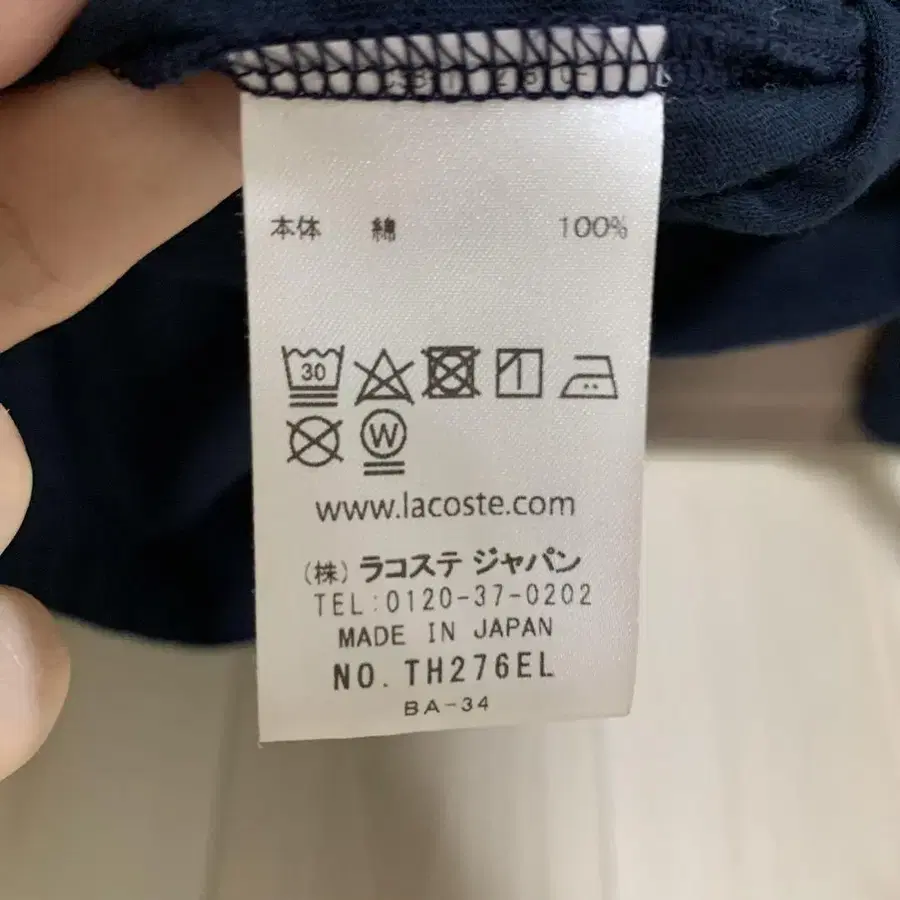 本体 綿 100%
30
W
www.lacoste.com
(株) ラコステ ジャパン
TEL:0120-37-0202
MADE IN JAPAN
NO. TH276EL
BA-34